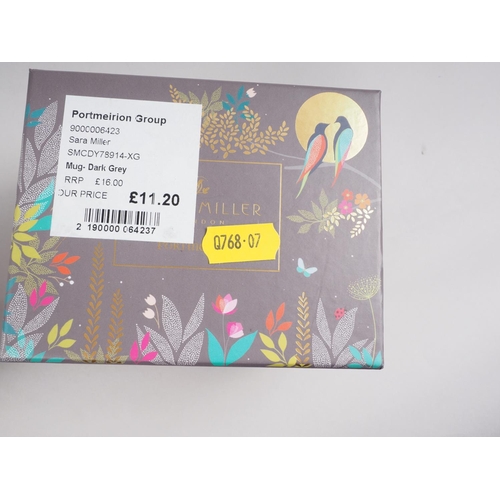 Portmeirion Group
9000006423
Sara Miller
SMCDY78914-XG
Mug- Dark Grey
RRP £16.00
OUR PRICE £11.20
2 190000 064237
MILLER
Q768·07